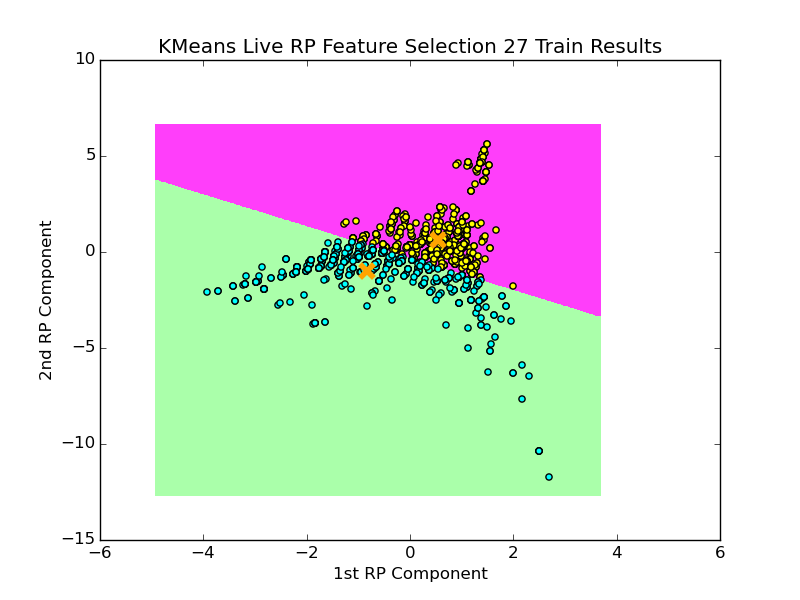 KMeans Live RP Feature Selection 27 Train Results
10
5
0
−5
−10
−15
2nd RP Component
−6 −4 −2 0 2 4 6
1st RP Component